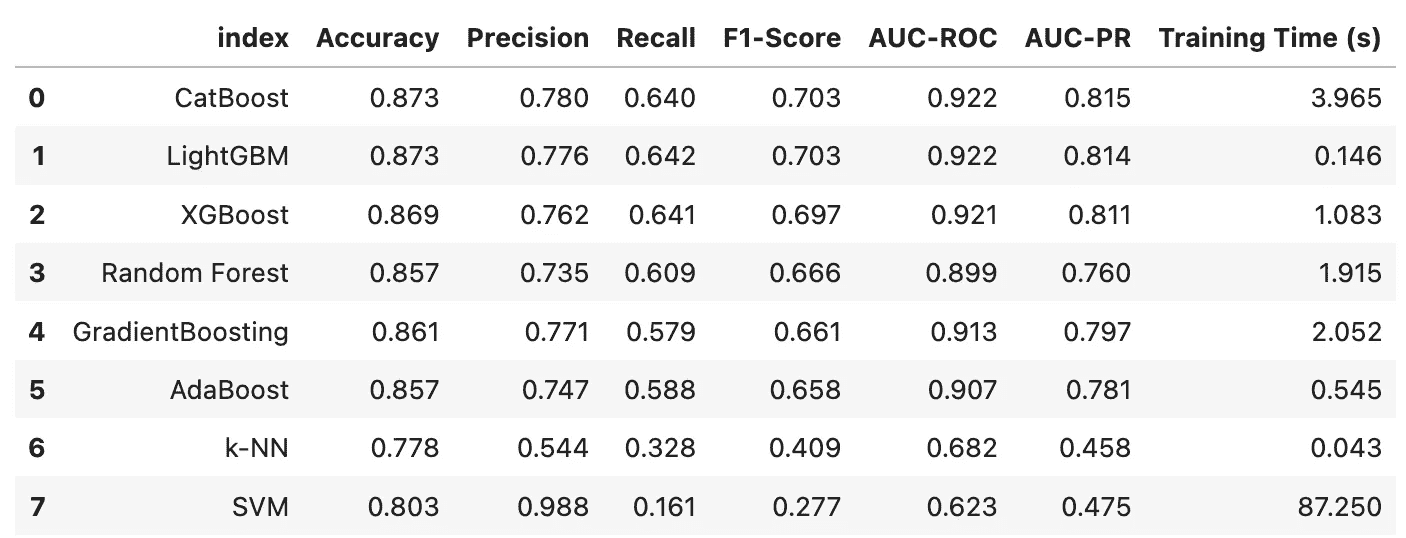 index Accuracy Precision Recall F1-Score AUC-ROC AUC-PR Training Time (s)
0 CatBoost 0.873 0.780 0.640 0.703 0.922 0.815 3.965
1 LightGBM 0.873 0.776 0.642 0.703 0.922 0.814 0.146
2 XGBoost 0.869 0.762 0.641 0.697 0.921 0.811 1.083
3 Random Forest 0.857 0.735 0.609 0.666 0.899 0.760 1.915
4 GradientBoosting 0.861 0.771 0.579 0.661 0.913 0.797 2.052
5 AdaBoost 0.857 0.747 0.588 0.658 0.907 0.781 0.545
6 k-NN 0.778 0.544 0.328 0.409 0.682 0.458 0.043
7 SVM 0.803 0.988 0.161 0.277 0.623 0.475 87.250